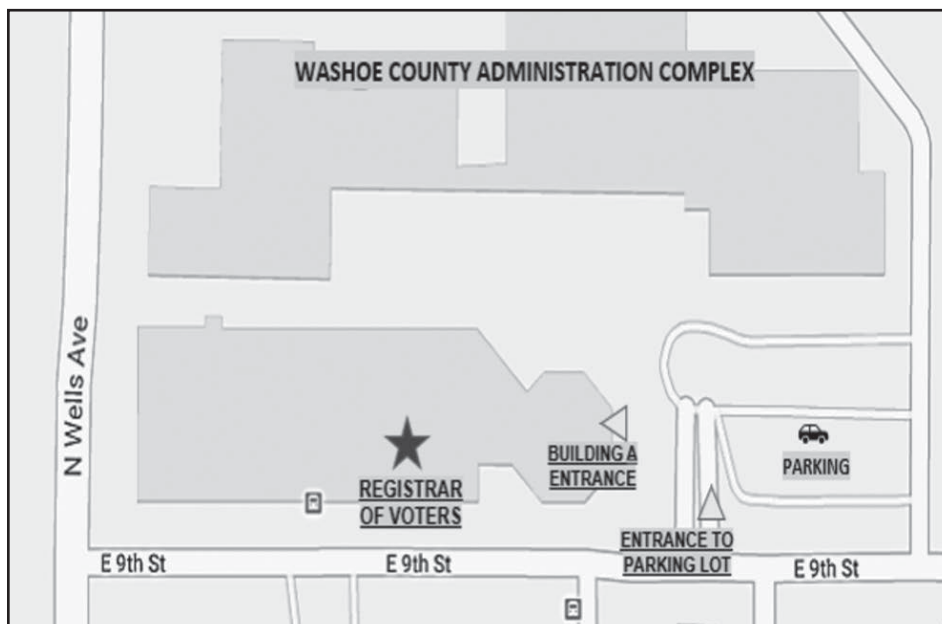 WASHOE COUNTY ADMINISTRATION COMPLEX
N Wells Ave
BUILDING A
ENTRANCE
PARKING
REGISTRAR
OF VOTERS
ENTRANCE TO
PARKING LOT
E 9th St
E 9th St
E 9th St